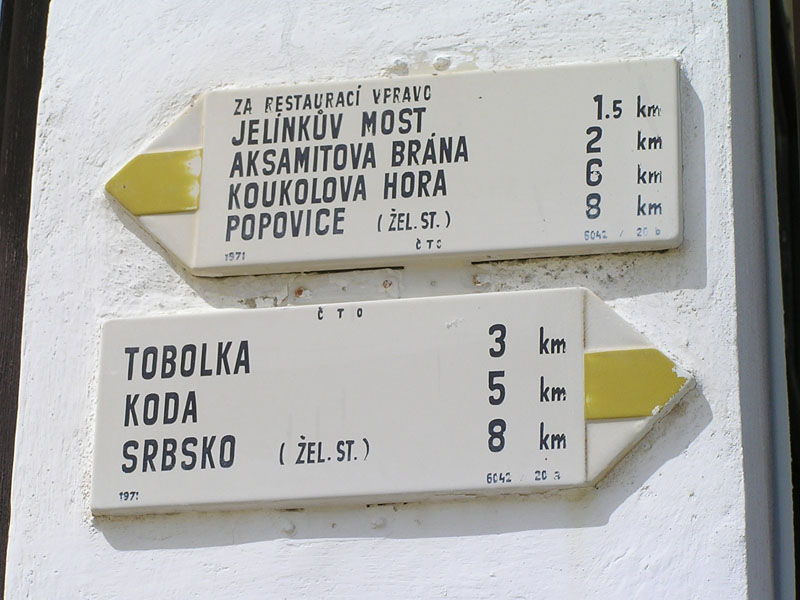 ZA RESTAURACÍ VPRAVO
JELÍNKŮV MOST 1.5 km
AKSAMITOVA BRÁNA 2 km
KOUKOLOVA HORA 6 km
POPOVICE (ŽEL. ST.) 8 km
ČTO
1971 6042 / 20 b
ČTO
TOBOLKA 3 km
KODA 5 km
SRBSKO (ŽEL. ST.) 8 km
1971 6042 / 20 a